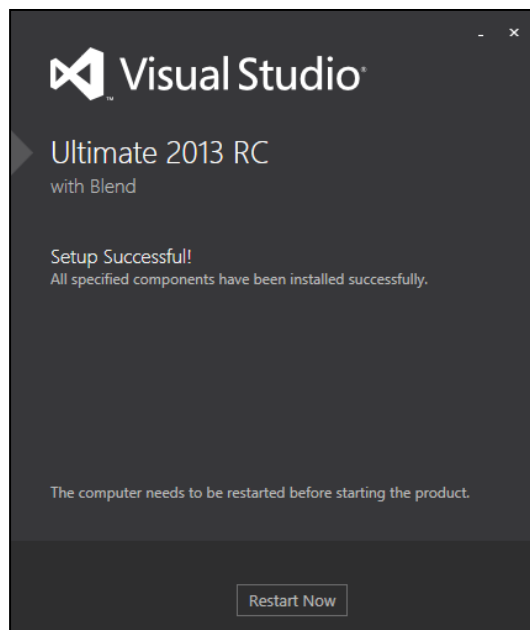 Visual Studio®
™
Ultimate 2013 RC
with Blend
Setup Successful!
All specified components have been installed successfully.
The computer needs to be restarted before starting the product.
Restart Now